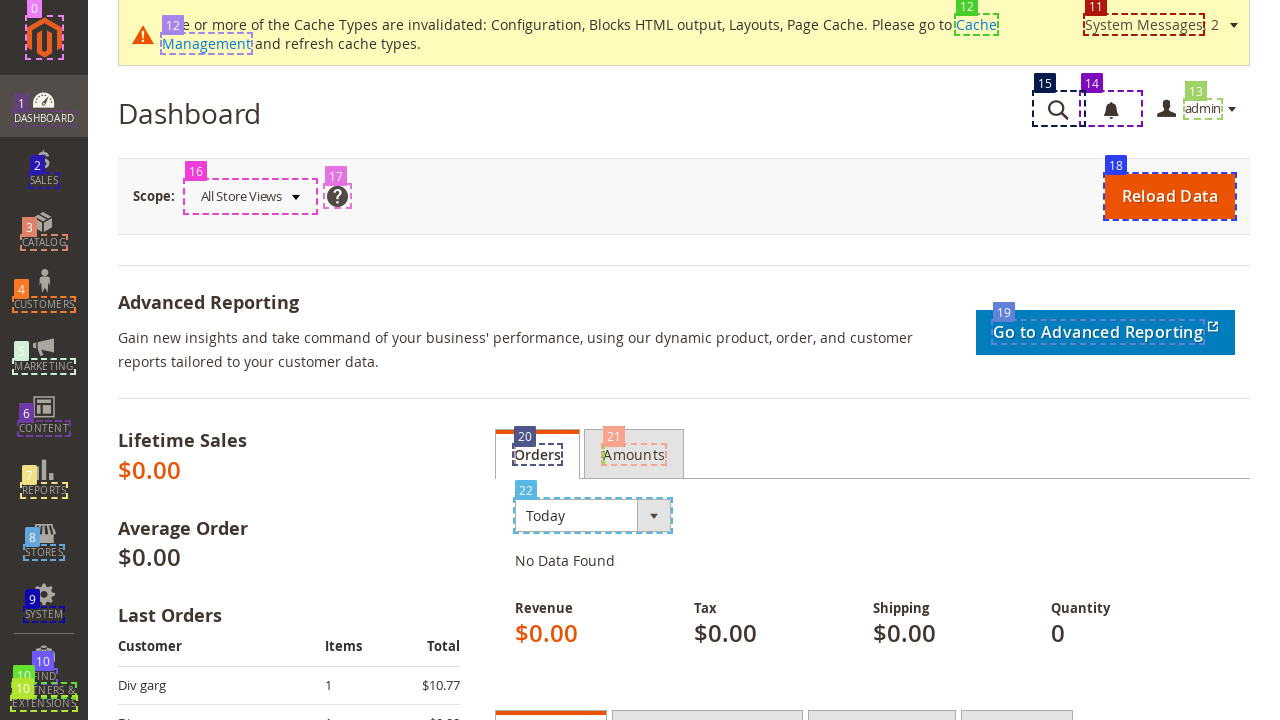 0
12
12
11
e or more of the Cache Types are invalidated: Configuration, Blocks HTML output, Layouts, Page Cache. Please go to Cache
Management and refresh cache types.
System Messages: 2
1
DASHBOARD
Dashboard
15
14
13
admin
2
SALES
16
17
18
Scope:
All Store Views
?
Reload Data
3
CATALOG
4
CUSTOMERS
Advanced Reporting
Gain new insights and take command of your business' performance, using our dynamic product, order, and customer
reports tailored to your customer data.
19
Go to Advanced Reporting
5
MARKETING
6
CONTENT
Lifetime Sales
$0.00
20
Orders
21
Amounts
7
REPORTS
22
Today
8
STORES
Average Order
$0.00
No Data Found
9
SYSTEM
Last Orders
Customer Items Total
Div garg 1 $10.77
Revenue Tax Shipping Quantity
$0.00 $0.00 $0.00 0
10
10
FIND
10
TNERS &
EXTENSIONS